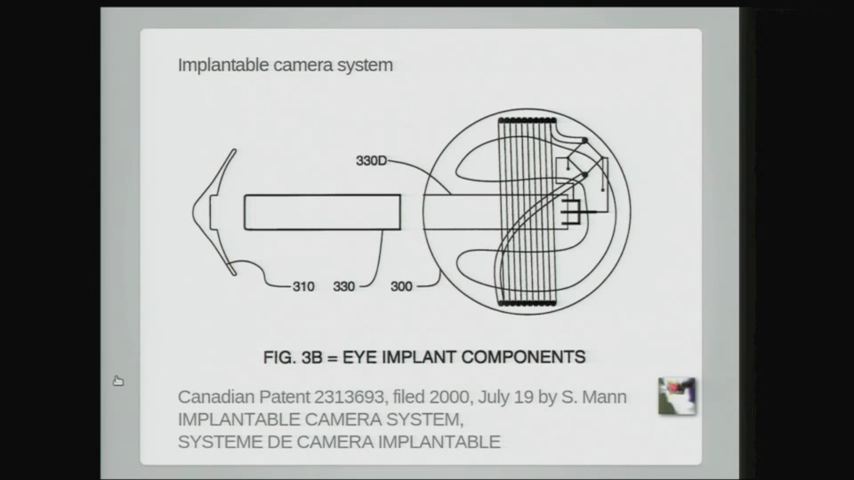 Implantable camera system
330D
310 330 300
FIG. 3B = EYE IMPLANT COMPONENTS
Canadian Patent 2313693, filed 2000, July 19 by S. Mann
IMPLANTABLE CAMERA SYSTEM,
SYSTEME DE CAMERA IMPLANTABLE